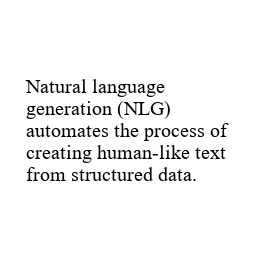 Natural language
generation (NLG)
automates the process of
creating human-like text
from structured data.